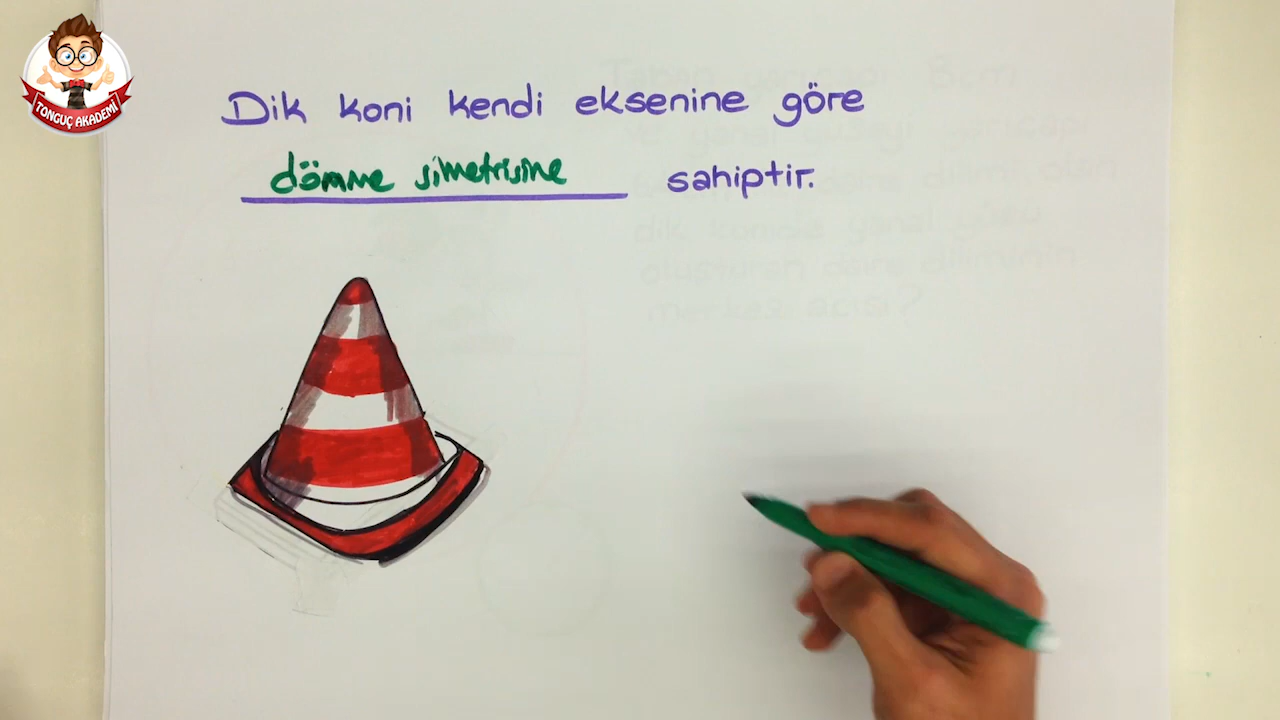 TONGUÇ AKADEMİ
Dik koni kendi eksenine göre
dönme simetrisine sahiptir.